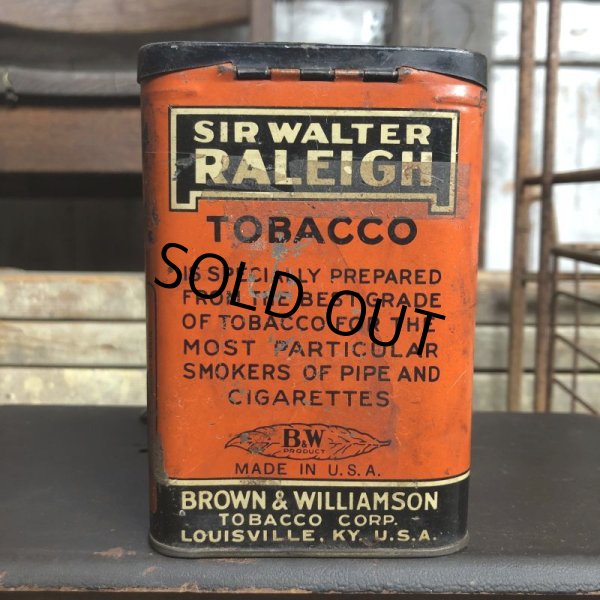 SIR WALTER
RALEIGH
TOBACCO
IS SPECIALLY PREPARED
FROM THE BEST GRADE
OF TOBACCO FOR THE
MOST PARTICULAR
SMOKERS OF PIPE AND
CIGARETTES
SOLD OUT
B&W
PRODUCT
MADE IN U.S.A.
BROWN & WILLIAMSON
TOBACCO CORP.
LOUISVILLE, KY. U.S.A.